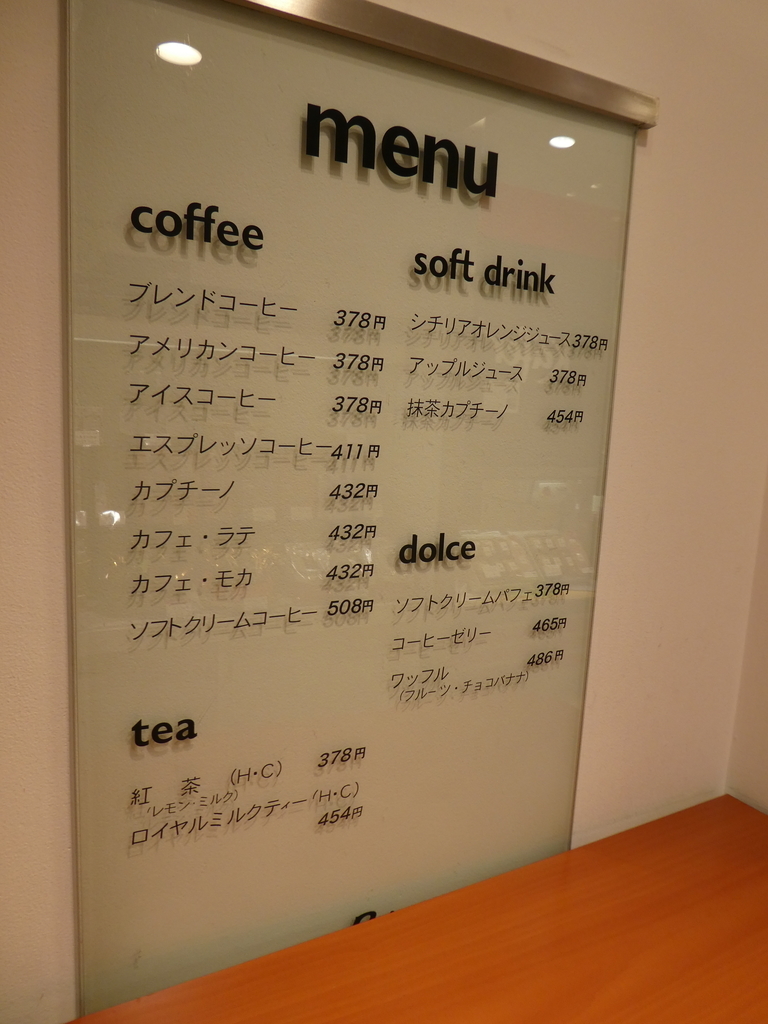 menu
coffee
ブレンドコーヒー 378円
アメリカンコーヒー 378円
アイスコーヒー 378円
エスプレッソコーヒー 411円
カプチーノ 432円
カフェ・ラテ 432円
カフェ・モカ 432円
ソフトクリームコーヒー 508円
tea
紅 茶 (H・C) 378円
(レモン・ミルク)
ロイヤルミルクティー (H・C) 454円
soft drink
シチリアオレンジジュース 378円
アップルジュース 378円
抹茶カプチーノ 454円
dolce
ソフトクリームパフェ 378円
コーヒーゼリー 465円
ワッフル 486円
(フルーツ・チョコバナナ)